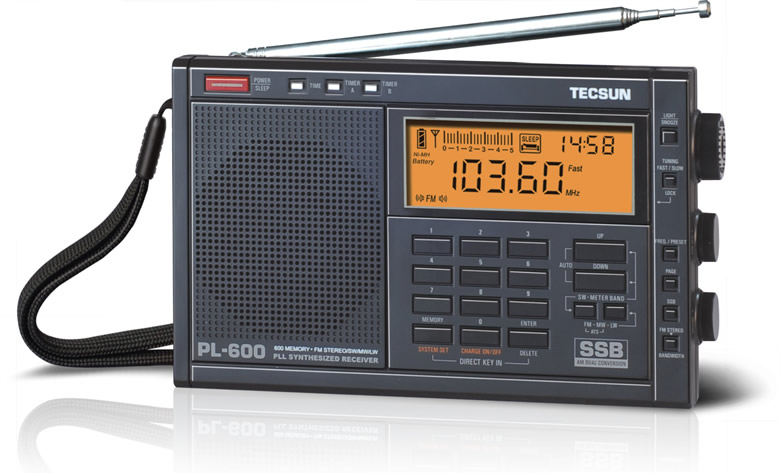 POWER
SLEEP
TIME
TIMER
A
TIMER
B
TECSUN
LIGHT
SNOOZE
Ni-MH
Battery
0-1-2-3-4-5
SLEEP
14:58
103.60
Fast
MHz
FM
TUNING
FAST / SLOW
LOCK
1 2 3
4 5 6
7 8 9
MEMORY 0 ENTER
SYSTEM SET CHARGE ON/OFF DELETE
DIRECT KEY IN
UP
AUTO
DOWN
SW - METER BAND
FM - MW - LW
ATS
FREQ. / PRESET
PAGE
SSB
FM STEREO
BANDWIDTH
PL-600
600 MEMORY • FM STEREO/SW/MW/LW
PLL SYNTHESIZED RECEIVER
SSB
AM DUAL CONVERSION